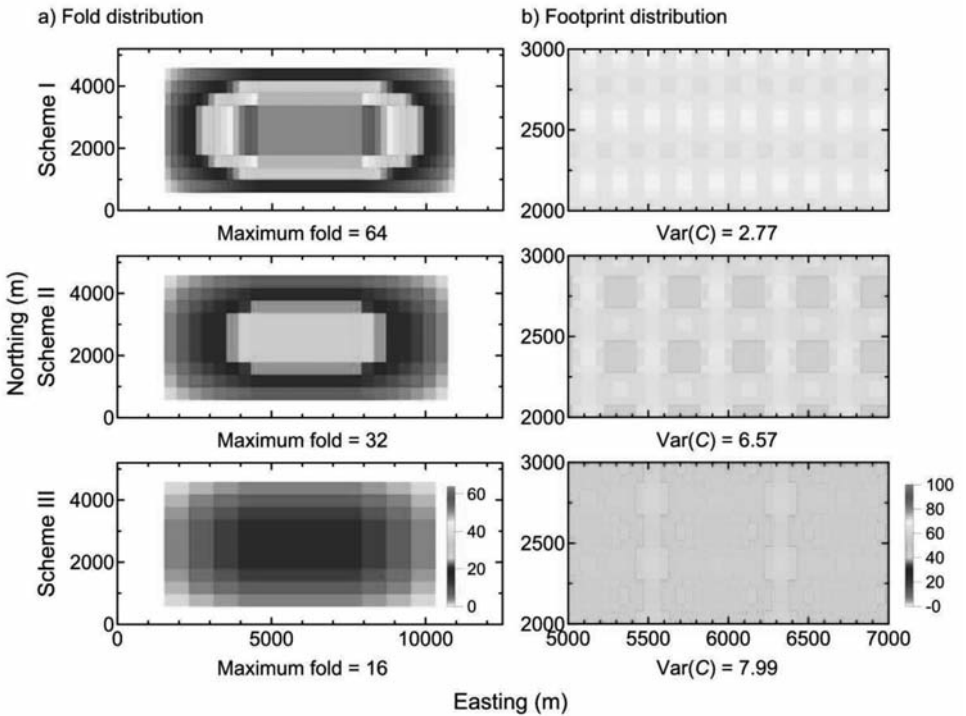 a) Fold distribution
b) Footprint distribution
Northing (m)
Scheme I
4000
2000
0
Maximum fold = 64
3000
2500
2000
Var(C) = 2.77
Scheme II
4000
2000
0
Maximum fold = 32
3000
2500
2000
Var(C) = 6.57
Scheme III
4000
2000
0
60
40
20
0
0
5000
10000
Maximum fold = 16
3000
2500
2000
100
80
60
40
20
-0
5000
5500
6000
6500
7000
Var(C) = 7.99
Easting (m)